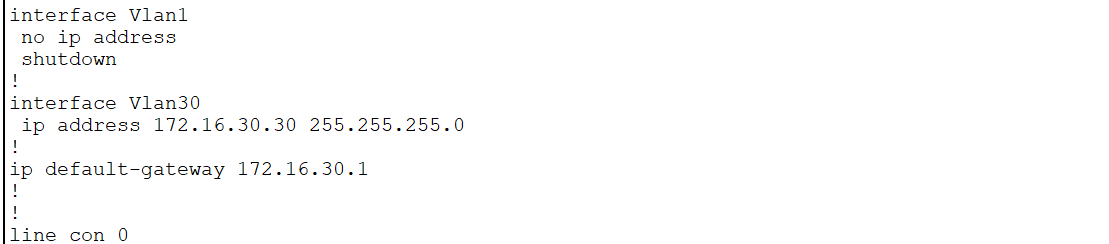 interface Vlan1
 no ip address
 shutdown
!
interface Vlan30
 ip address 172.16.30.30 255.255.255.0
!
ip default-gateway 172.16.30.1
!
!
line con 0